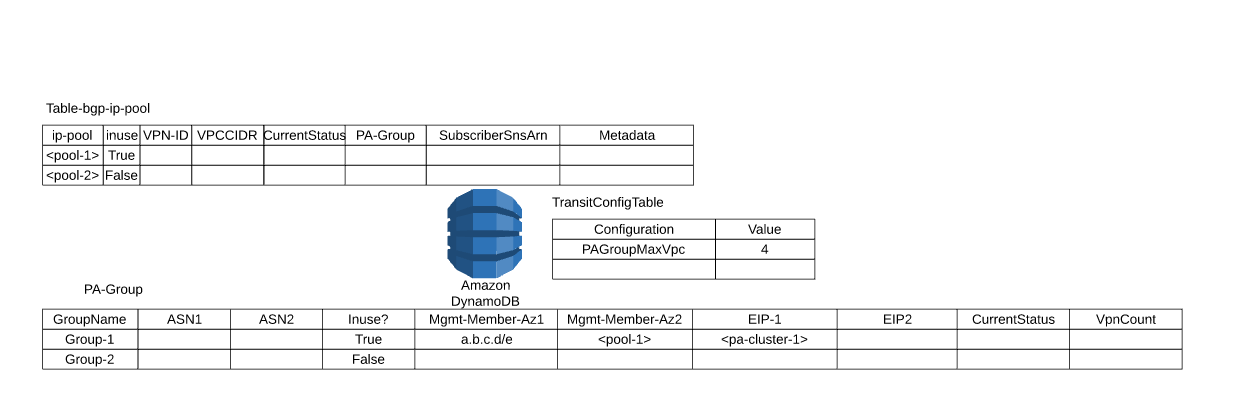 Table-bgp-ip-pool
ip-pool inuse VPN-ID VPCCIDR CurrentStatus PA-Group SubscriberSnsArn Metadata
<pool-1> True
<pool-2> False
TransitConfigTable
Configuration Value
PAGroupMaxVpc 4
Amazon
DynamoDB
PA-Group
GroupName ASN1 ASN2 Inuse? Mgmt-Member-Az1 Mgmt-Member-Az2 EIP-1 EIP2 CurrentStatus VpnCount
Group-1 True a.b.c.d/e <pool-1> <pa-cluster-1>
Group-2 False